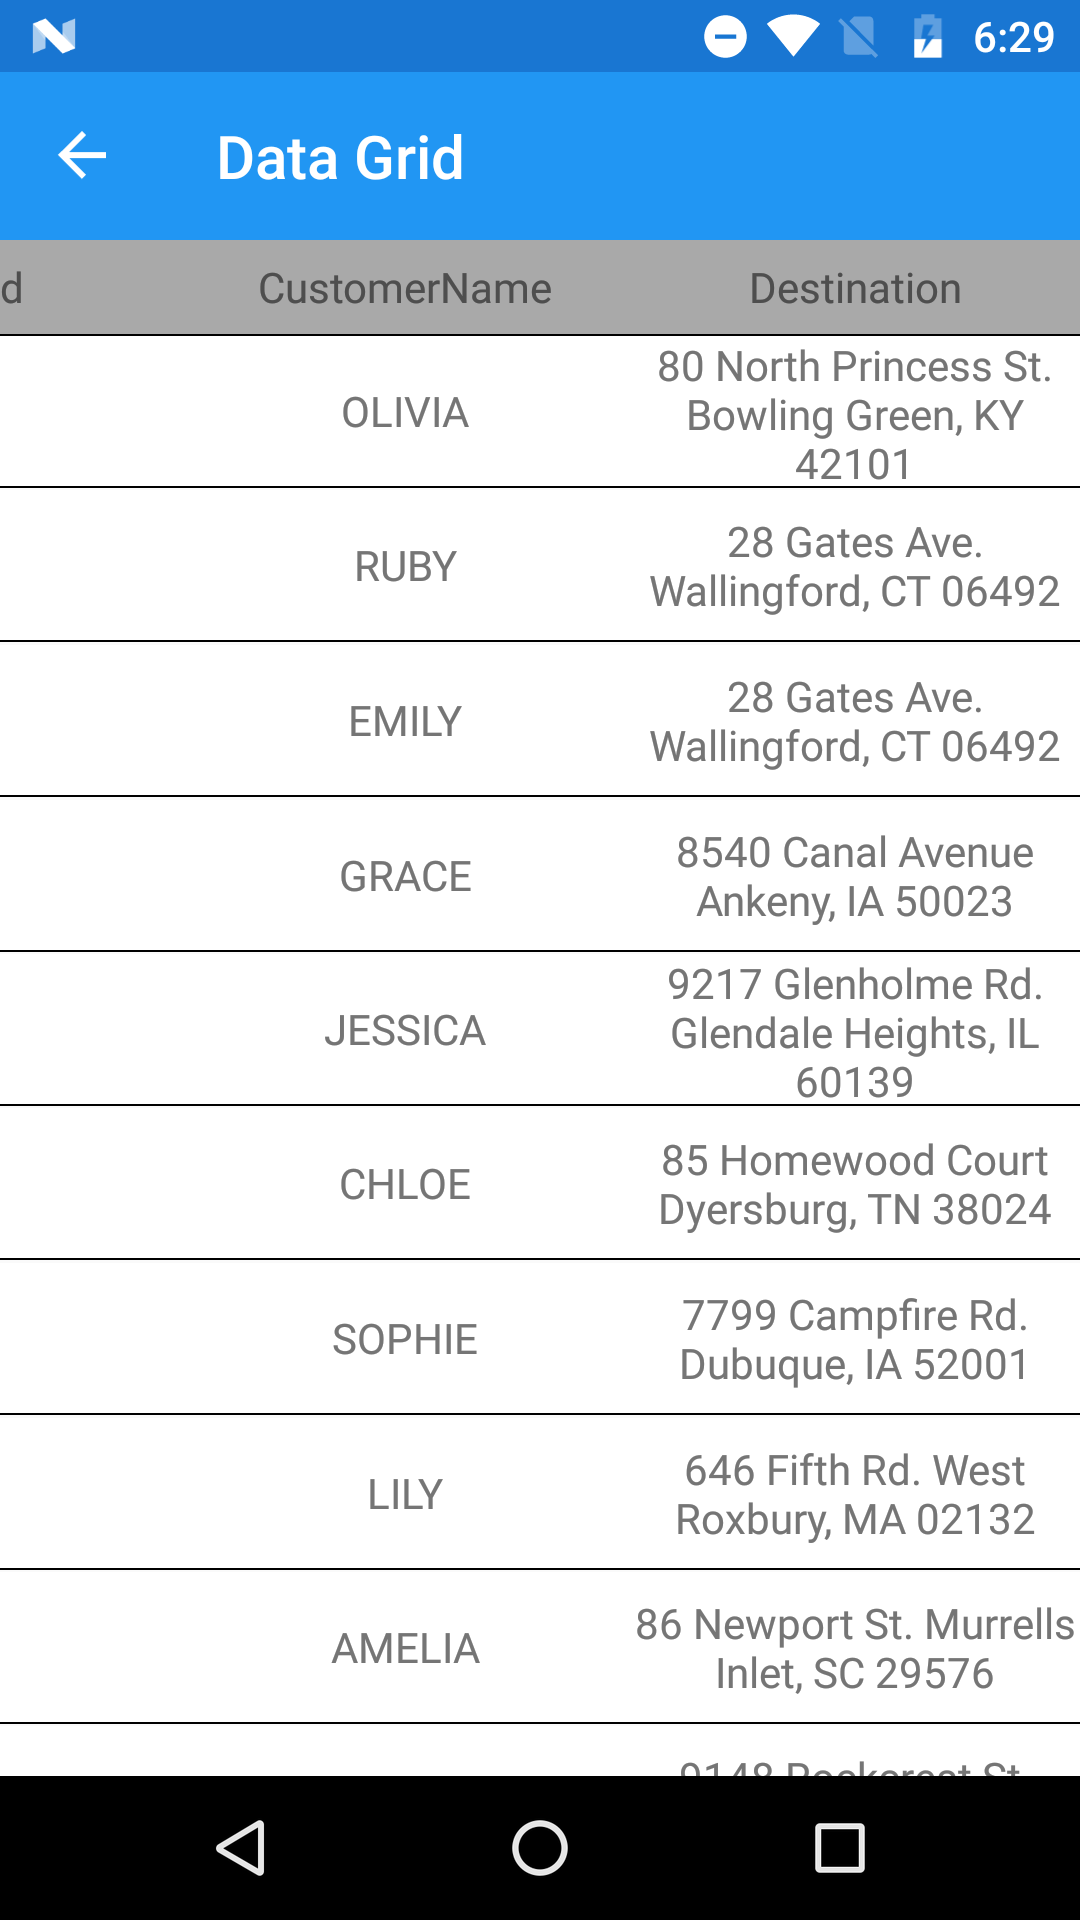 6:29
Data Grid
d CustomerName Destination
OLIVIA
80 North Princess St.
Bowling Green, KY
42101
RUBY
28 Gates Ave.
Wallingford, CT 06492
EMILY
28 Gates Ave.
Wallingford, CT 06492
GRACE
8540 Canal Avenue
Ankeny, IA 50023
JESSICA
9217 Glenholme Rd.
Glendale Heights, IL
60139
CHLOE
85 Homewood Court
Dyersburg, TN 38024
SOPHIE
7799 Campfire Rd.
Dubuque, IA 52001
LILY
646 Fifth Rd. West
Roxbury, MA 02132
AMELIA
86 Newport St. Murrells
Inlet, SC 29576
9148 Rockcrest St.